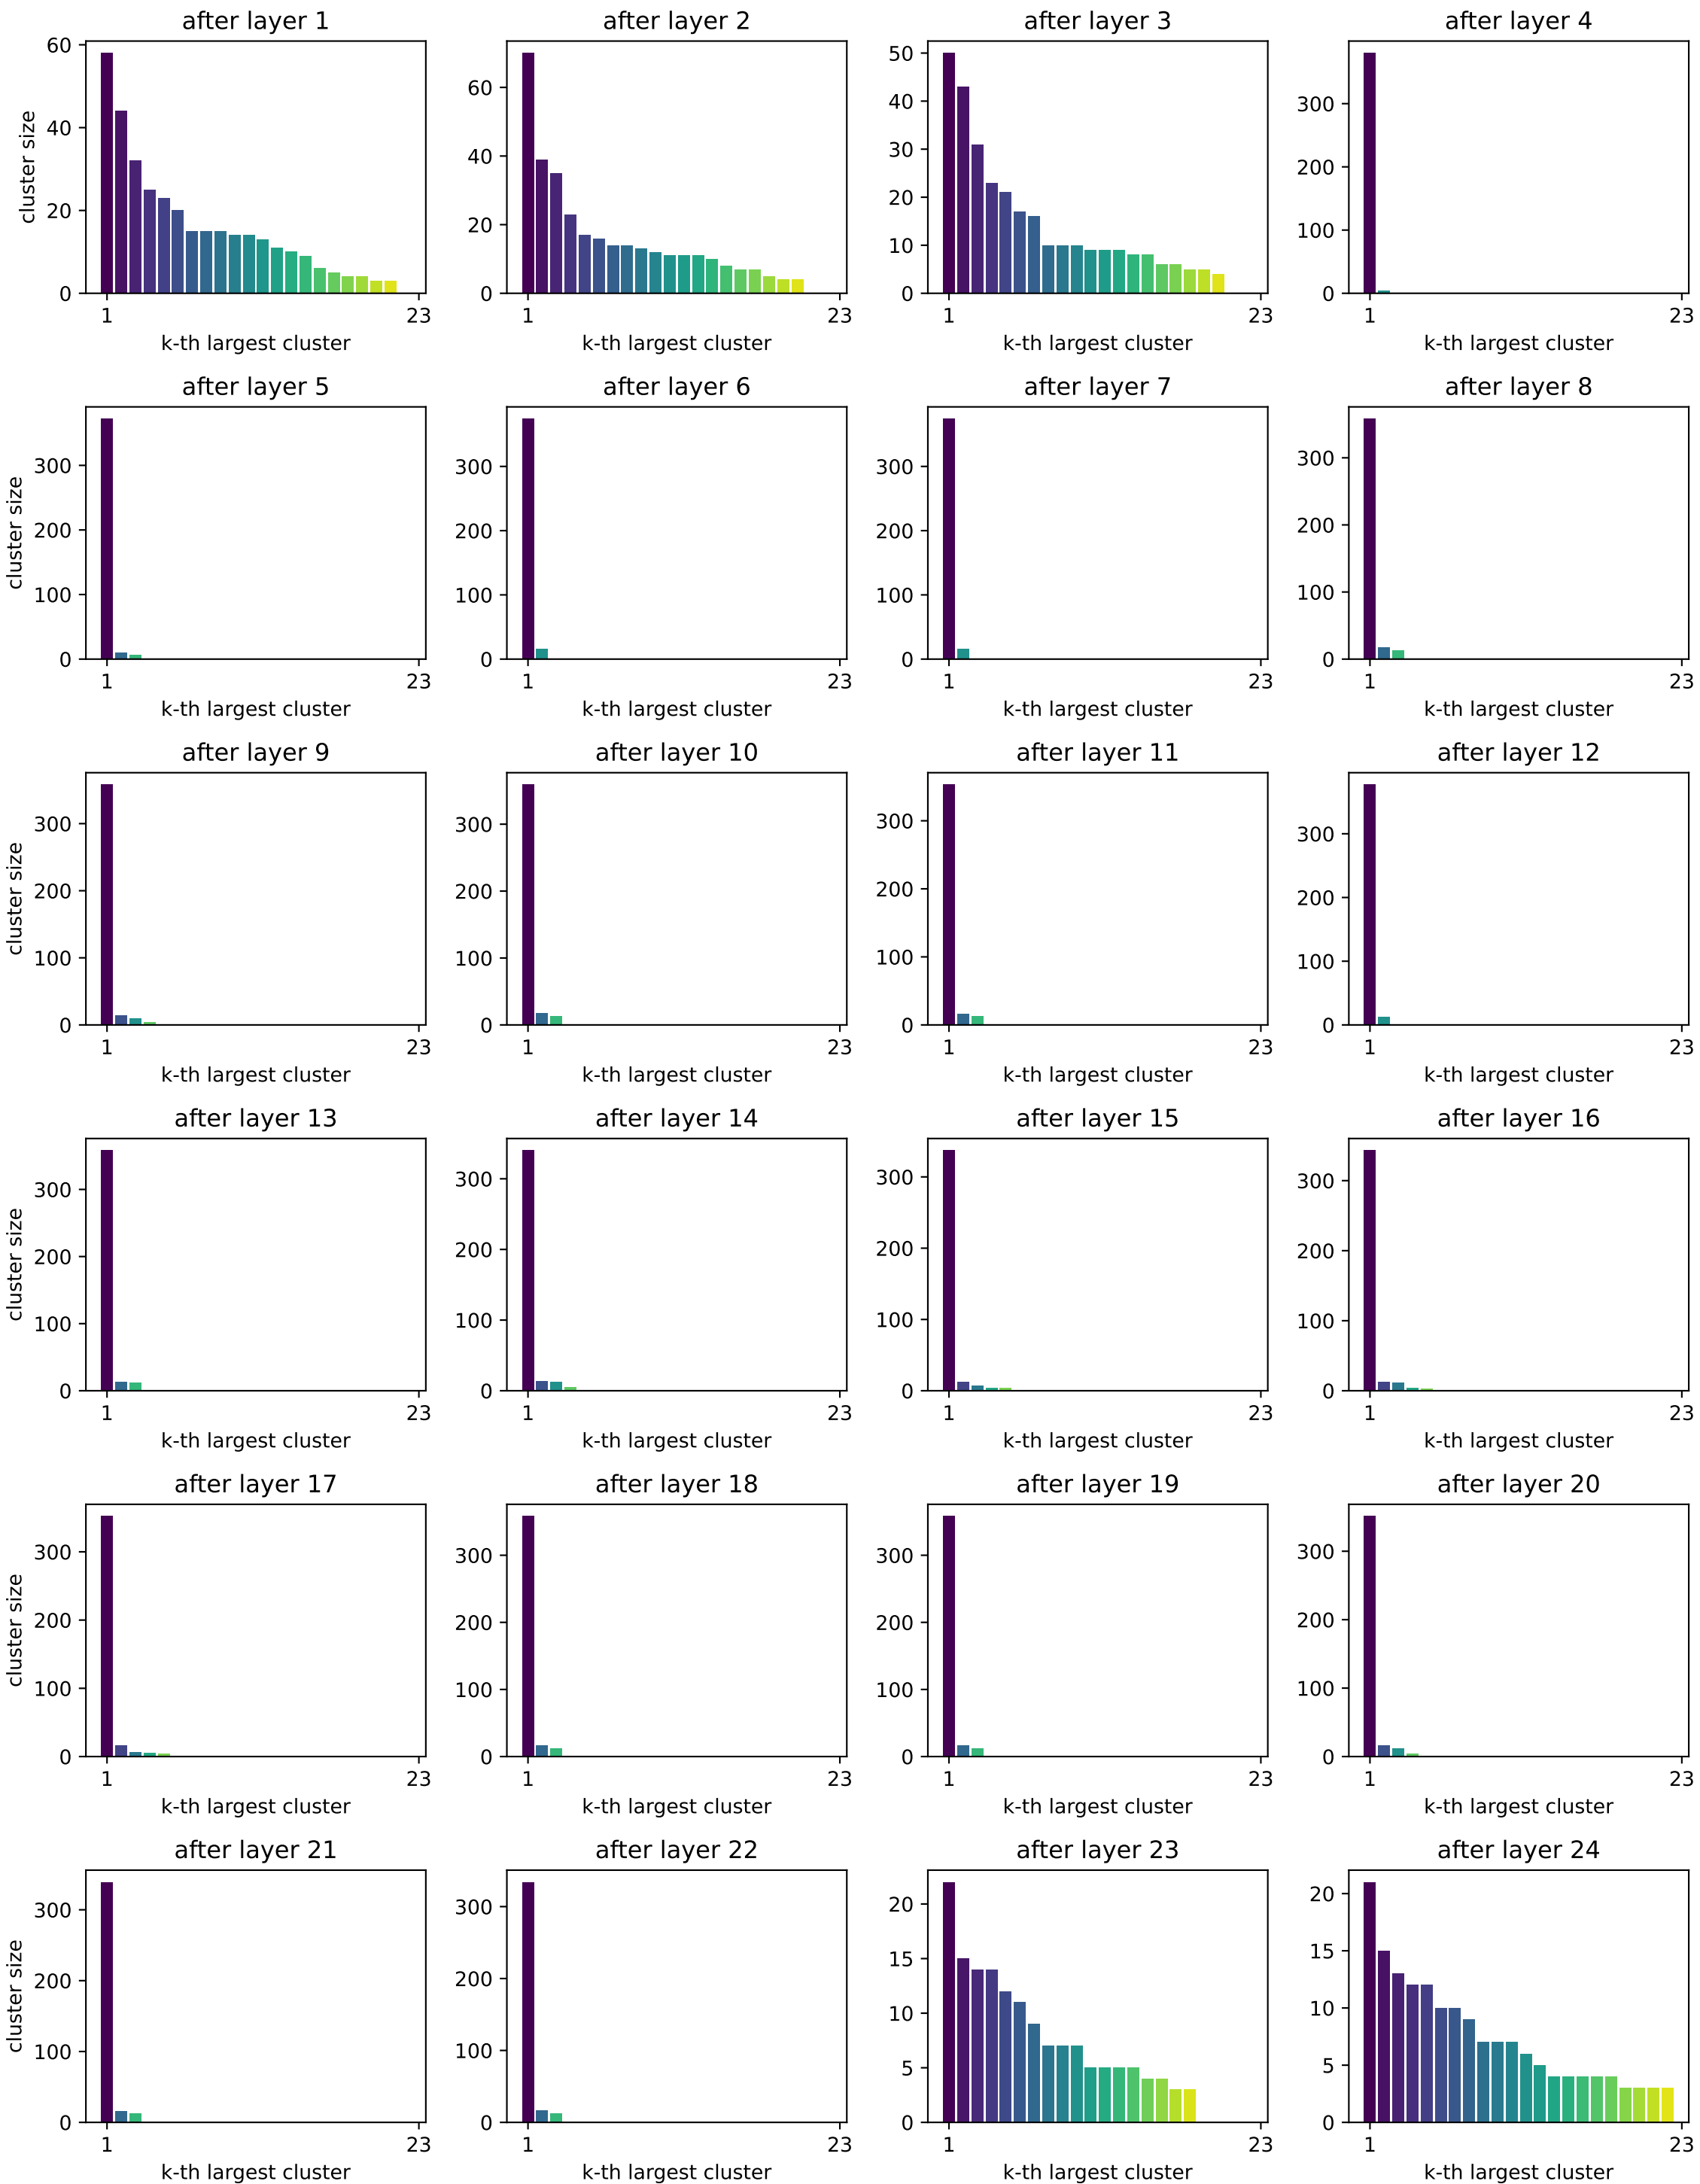 after layer 1
after layer 2
after layer 3
after layer 4
cluster size
60
40
20
0
60
40
20
0
50
40
30
20
10
0
300
200
100
0
1 23
1 23
1 23
1 23
k-th largest cluster
k-th largest cluster
k-th largest cluster
k-th largest cluster
after layer 5
after layer 6
after layer 7
after layer 8
cluster size
300
200
100
0
300
200
100
0
300
200
100
0
300
200
100
0
1 23
1 23
1 23
1 23
k-th largest cluster
k-th largest cluster
k-th largest cluster
k-th largest cluster
after layer 9
after layer 10
after layer 11
after layer 12
cluster size
300
200
100
0
300
200
100
0
300
200
100
0
300
200
100
0
1 23
1 23
1 23
1 23
k-th largest cluster
k-th largest cluster
k-th largest cluster
k-th largest cluster
after layer 13
after layer 14
after layer 15
after layer 16
cluster size
300
200
100
0
300
200
100
0
300
200
100
0
300
200
100
0
1 23
1 23
1 23
1 23
k-th largest cluster
k-th largest cluster
k-th largest cluster
k-th largest cluster
after layer 17
after layer 18
after layer 19
after layer 20
cluster size
300
200
100
0
300
200
100
0
300
200
100
0
300
200
100
0
1 23
1 23
1 23
1 23
k-th largest cluster
k-th largest cluster
k-th largest cluster
k-th largest cluster
after layer 21
after layer 22
after layer 23
after layer 24
cluster size
300
200
100
0
300
200
100
0
20
15
10
5
0
20
15
10
5
0
1 23
1 23
1 23
1 23
k-th largest cluster
k-th largest cluster
k-th largest cluster
k-th largest cluster